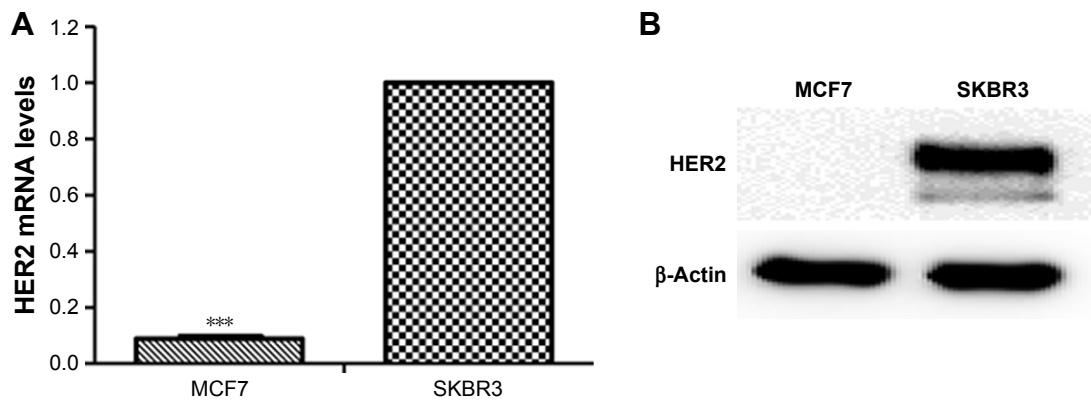 A
HER2 mRNA levels
1.2
1.0
0.8
0.6
0.4
0.2
0.0
***
MCF7
SKBR3
B
MCF7
SKBR3
HER2
β-Actin